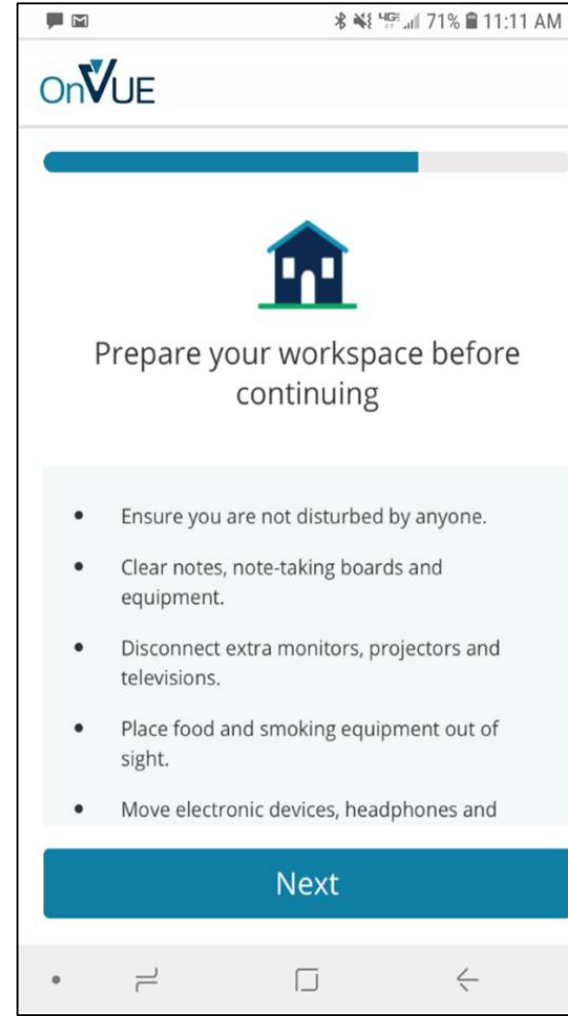 4GE 71% 11:11 AM
OnVUE
Prepare your workspace before
continuing
• Ensure you are not disturbed by anyone.
• Clear notes, note-taking boards and
equipment.
• Disconnect extra monitors, projectors and
televisions.
• Place food and smoking equipment out of
sight.
• Move electronic devices, headphones and
Next